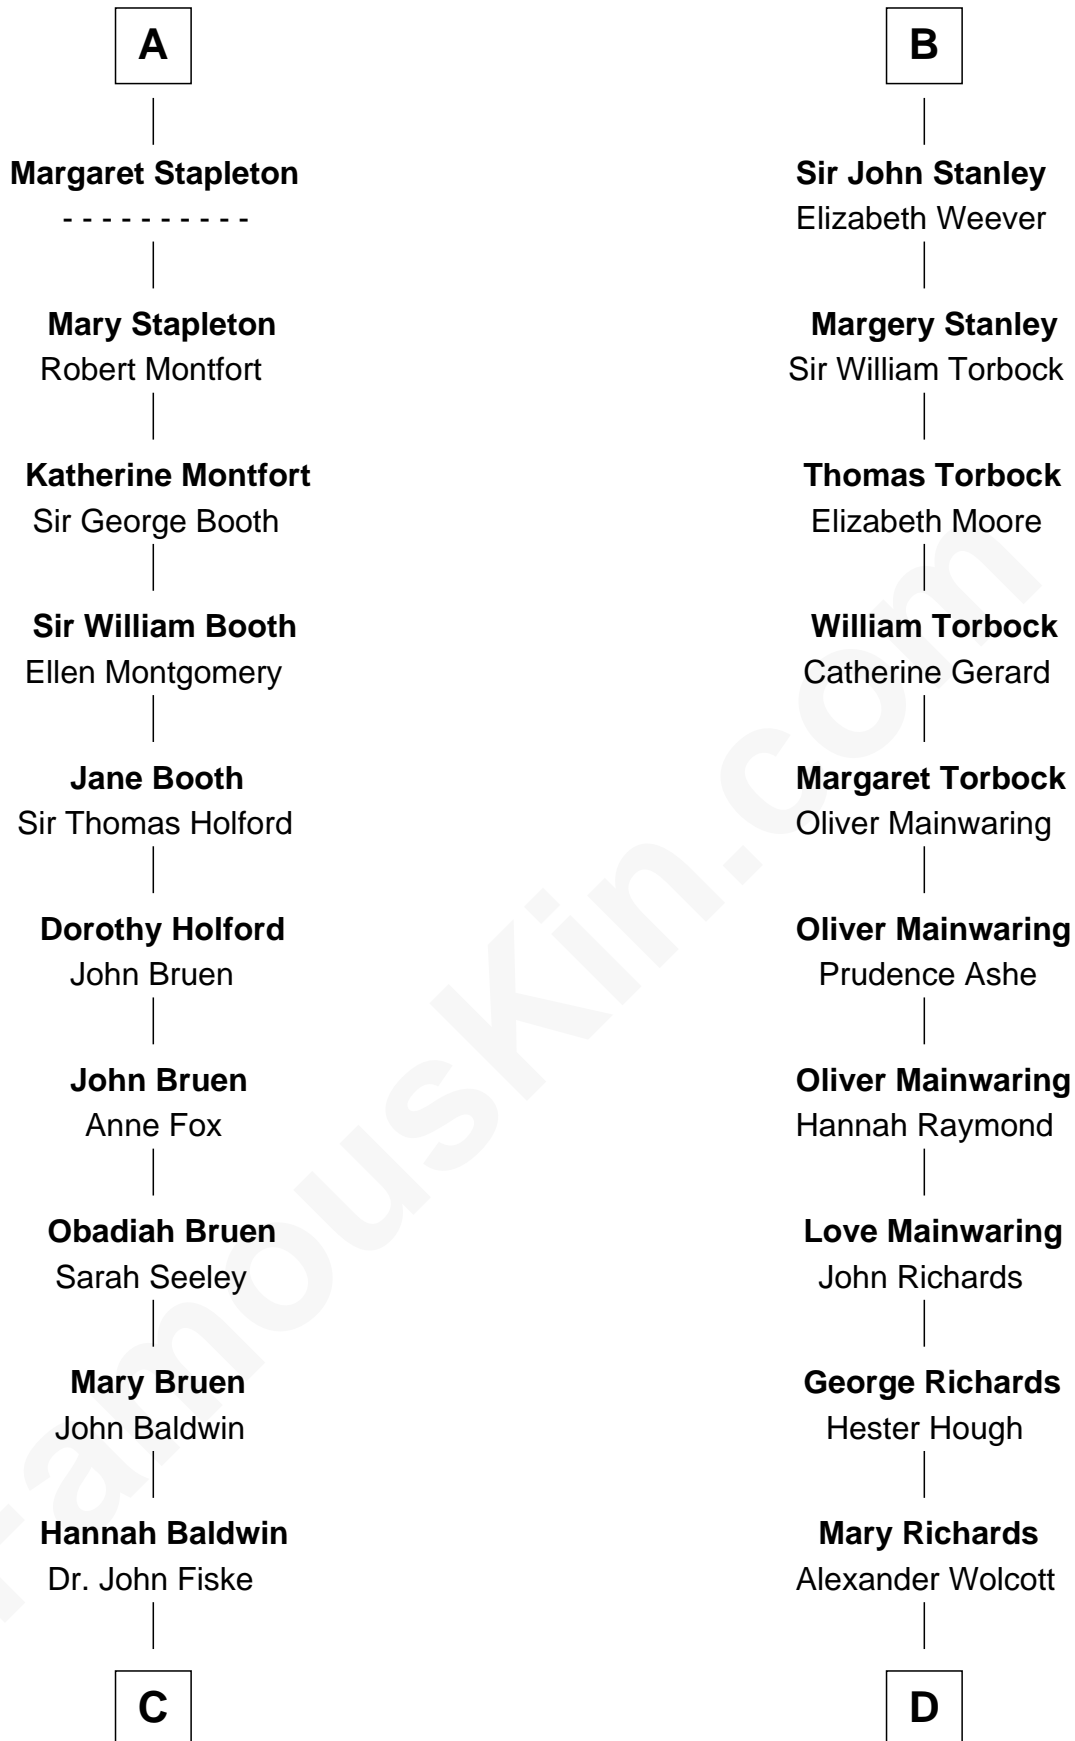 A
Margaret Stapleton
- - - - - - - - - -
Mary Stapleton
Robert Montfort
Katherine Montfort
Sir George Booth
Sir William Booth
Ellen Montgomery
Jane Booth
Sir Thomas Holford
Dorothy Holford
John Bruen
John Bruen
Anne Fox
Obadiah Bruen
Sarah Seeley
Mary Bruen
John Baldwin
Hannah Baldwin
Dr. John Fiske
C
B
Sir John Stanley
Elizabeth Weever
Margery Stanley
Sir William Torbock
Thomas Torbock
Elizabeth Moore
William Torbock
Catherine Gerard
Margaret Torbock
Oliver Mainwaring
Oliver Mainwaring
Prudence Ashe
Oliver Mainwaring
Hannah Raymond
Love Mainwaring
John Richards
George Richards
Hester Hough
Mary Richards
Alexander Wolcott
D
FamousKin.com